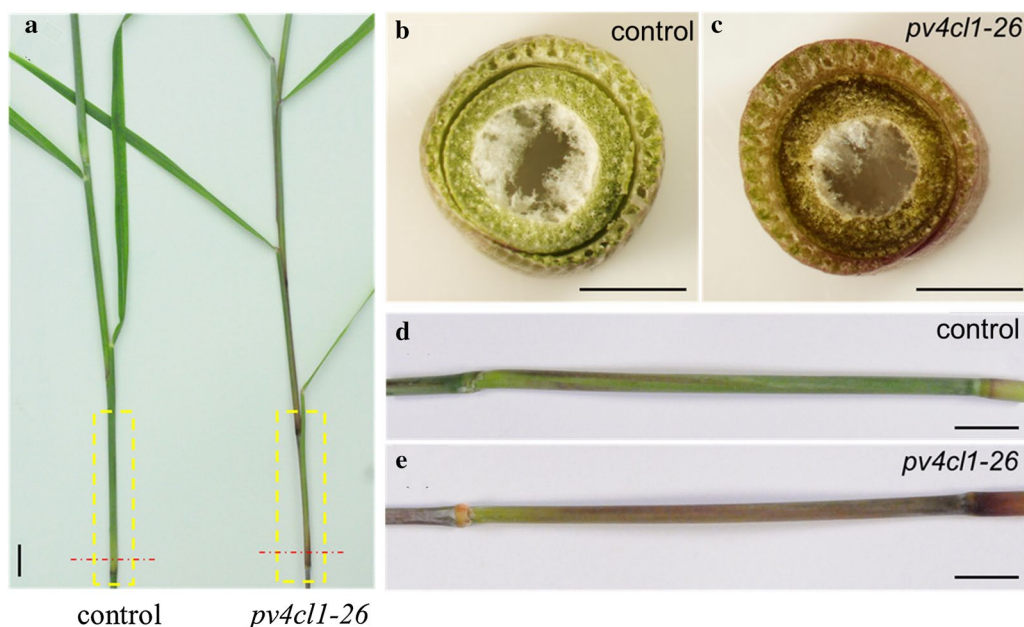 a
control pv4cl1-26
b control
c pv4cl1-26
d control
e pv4cl1-26